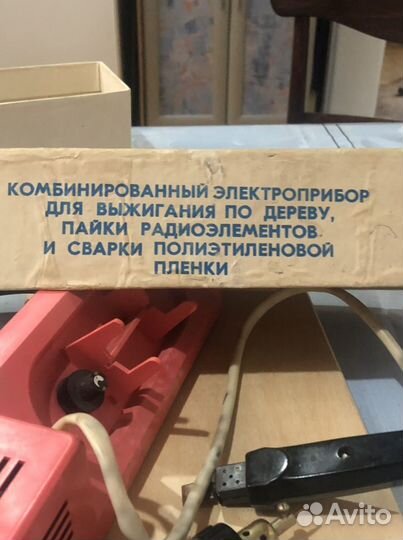 КОМБИНИРОВАННЫЙ ЭЛЕКТРОПРИБОР
ДЛЯ ВЫЖИГАНИЯ ПО ДЕРЕВУ,
ПАЙКИ РАДИОЭЛЕМЕНТОВ
И СВАРКИ ПОЛИЭТИЛЕНОВОЙ
ПЛЕНКИ
Avito